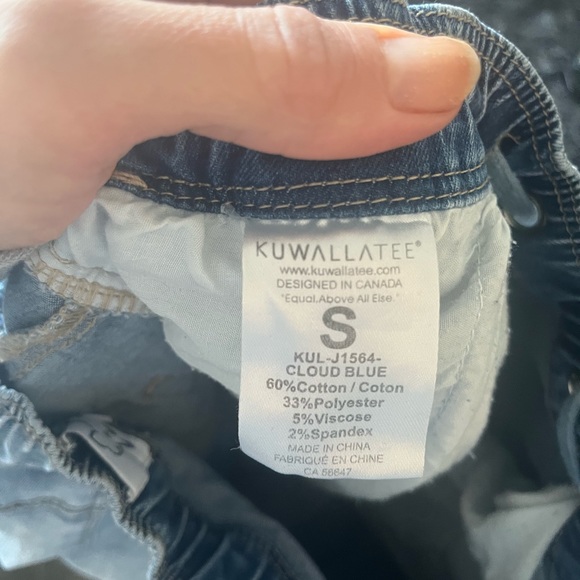 KUWALLATEE®
www.kuwallatee.com
DESIGNED IN CANADA
"Equal.Above All Else."
S
KUL-J1564-
CLOUD BLUE
60%Cotton / Coton
33%Polyester
5%Viscose
2%Spandex
MADE IN CHINA
FABRIQUÉ EN CHINE
CA 56647